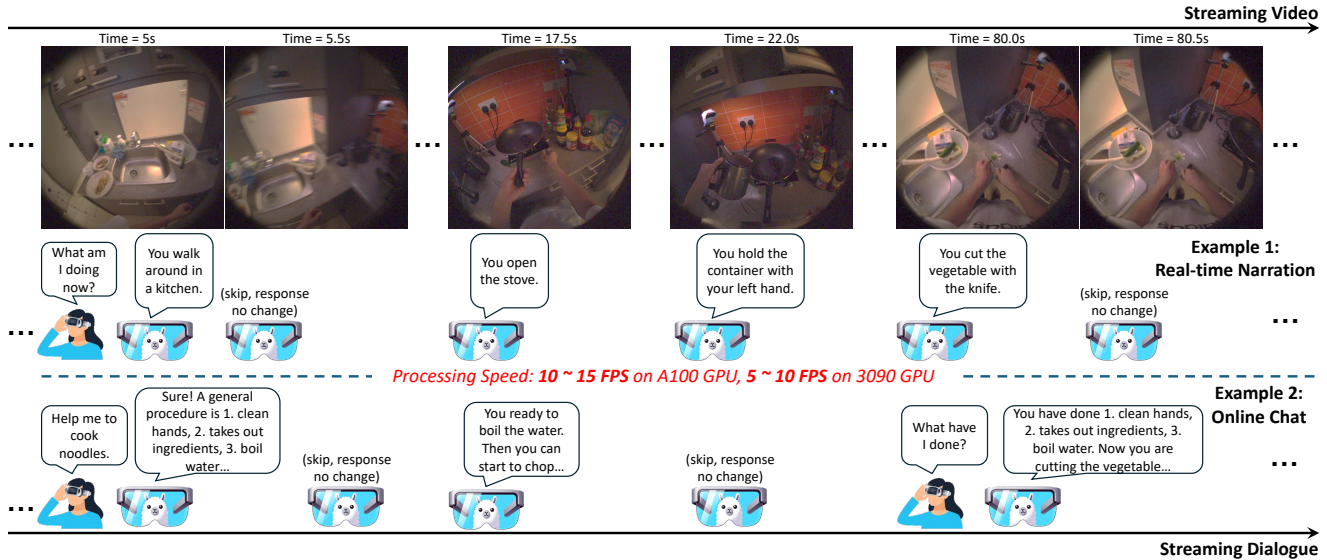 Streaming Video
Time = 5s
Time = 5.5s
Time = 17.5s
Time = 22.0s
Time = 80.0s
Time = 80.5s
...
...
...
...
...
What am
I doing
now?
You walk
around in
a kitchen.
(skip, response
no change)
You open
the stove.
You hold the
container with
your left hand.
You cut the
vegetable with
the knife.
(skip, response
no change)
Example 1:
Real-time Narration
...
...
Processing Speed: 10 ~ 15 FPS on A100 GPU, 5 ~ 10 FPS on 3090 GPU
Example 2:
Online Chat
Help me to
cook
noodles.
Sure! A general
procedure is 1. clean
hands, 2. takes out
ingredients, 3. boil
water…
(skip, response
no change)
You ready to
boil the water.
Then you can
start to chop…
(skip, response
no change)
What have
I done?
You have done 1. clean hands,
2. takes out ingredients, 3.
boil water. Now you are
cutting the vegetable…
...
...
Streaming Dialogue